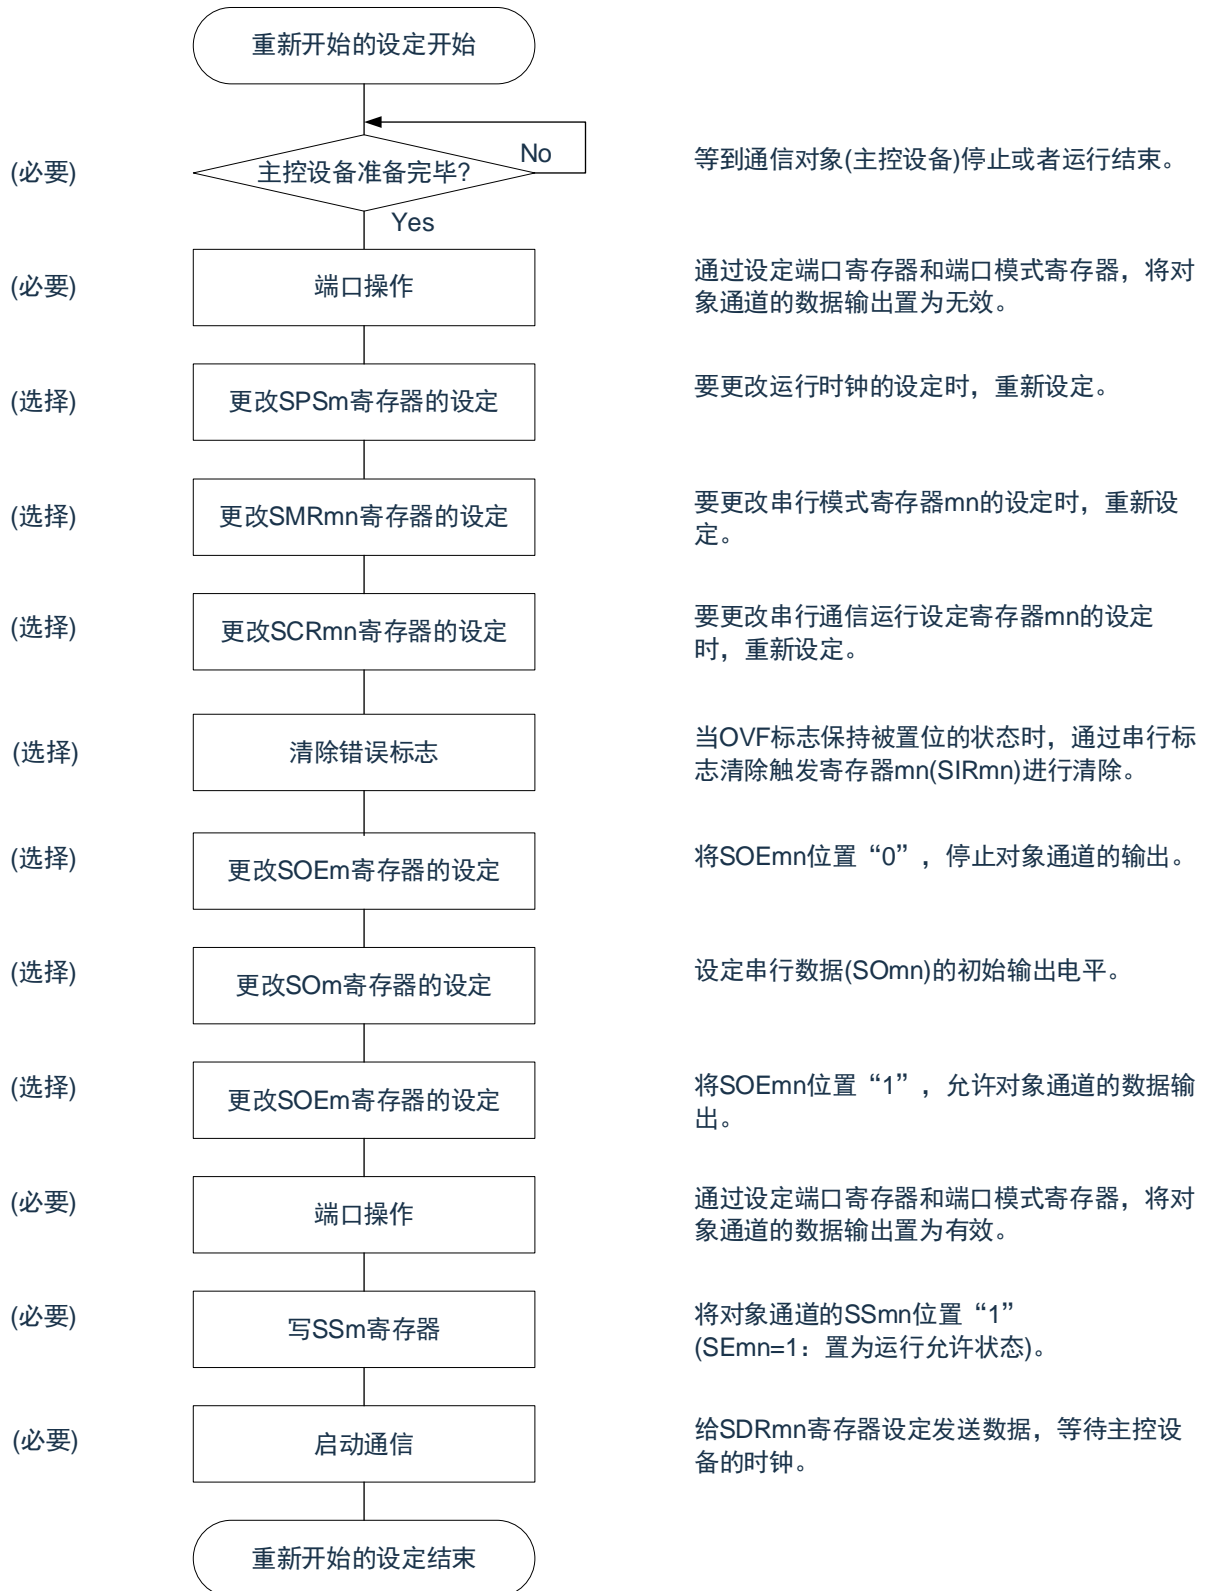 重新开始的设定开始
(必要)
主控设备准备完毕?
No
等到通信对象(主控设备)停止或者运行结束。
Yes
(必要)
端口操作
通过设定端口寄存器和端口模式寄存器，将对
象通道的数据输出置为无效。
(选择)
更改SPSm寄存器的设定
要更改运行时钟的设定时，重新设定。
(选择)
更改SMRmn寄存器的设定
要更改串行模式寄存器mn的设定时，重新设
定。
(选择)
更改SCRmn寄存器的设定
要更改串行通信运行设定寄存器mn的设定
时，重新设定。
(选择)
清除错误标志
当OVF标志保持被置位的状态时，通过串行标
志清除触发寄存器mn(SIRmn)进行清除。
(选择)
更改SOEm寄存器的设定
将SOEmn位置“0”，停止对象通道的输出。
(选择)
更改SOm寄存器的设定
设定串行数据(SOmn)的初始输出电平。
(选择)
更改SOEm寄存器的设定
将SOEmn位置“1”，允许对象通道的数据输
出。
(必要)
端口操作
通过设定端口寄存器和端口模式寄存器，将对
象通道的数据输出置为有效。
(必要)
写SSm寄存器
将对象通道的SSmn位置“1”
(SEmn=1：置为运行允许状态)。
(必要)
启动通信
给SDRmn寄存器设定发送数据，等待主控设
备的时钟。
重新开始的设定结束